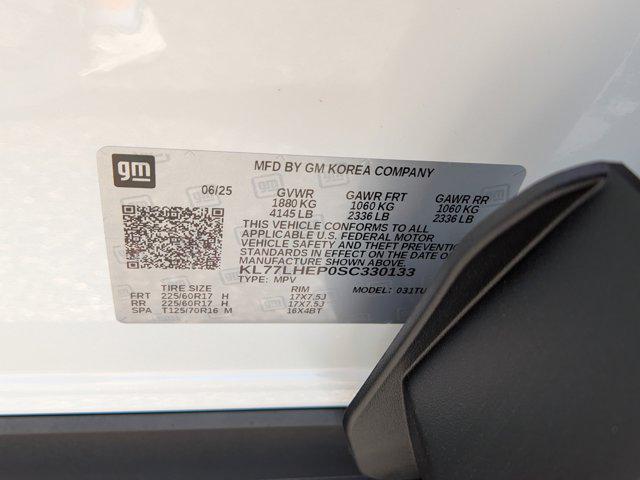 gm
MFD BY GM KOREA COMPANY
06/25 GVWR GAWR FRT GAWR RR
1880 KG 1060 KG 1060 KG
4145 LB 2336 LB 2336 LB
THIS VEHICLE CONFORMS TO ALL
APPLICABLE U.S. FEDERAL MOTOR
VEHICLE SAFETY AND THEFT PREVENTION
STANDARDS IN EFFECT ON THE DATE OF
MANUFACTURE SHOWN ABOVE.
KL77LHEP0SC330133
TYPE: MPV MODEL: 031TU
TIRE SIZE RIM
FRT 225/60R17 H 17X7.5J
RR 225/60R17 H 17X7.5J
SPA T125/70R16 M 16X4BT